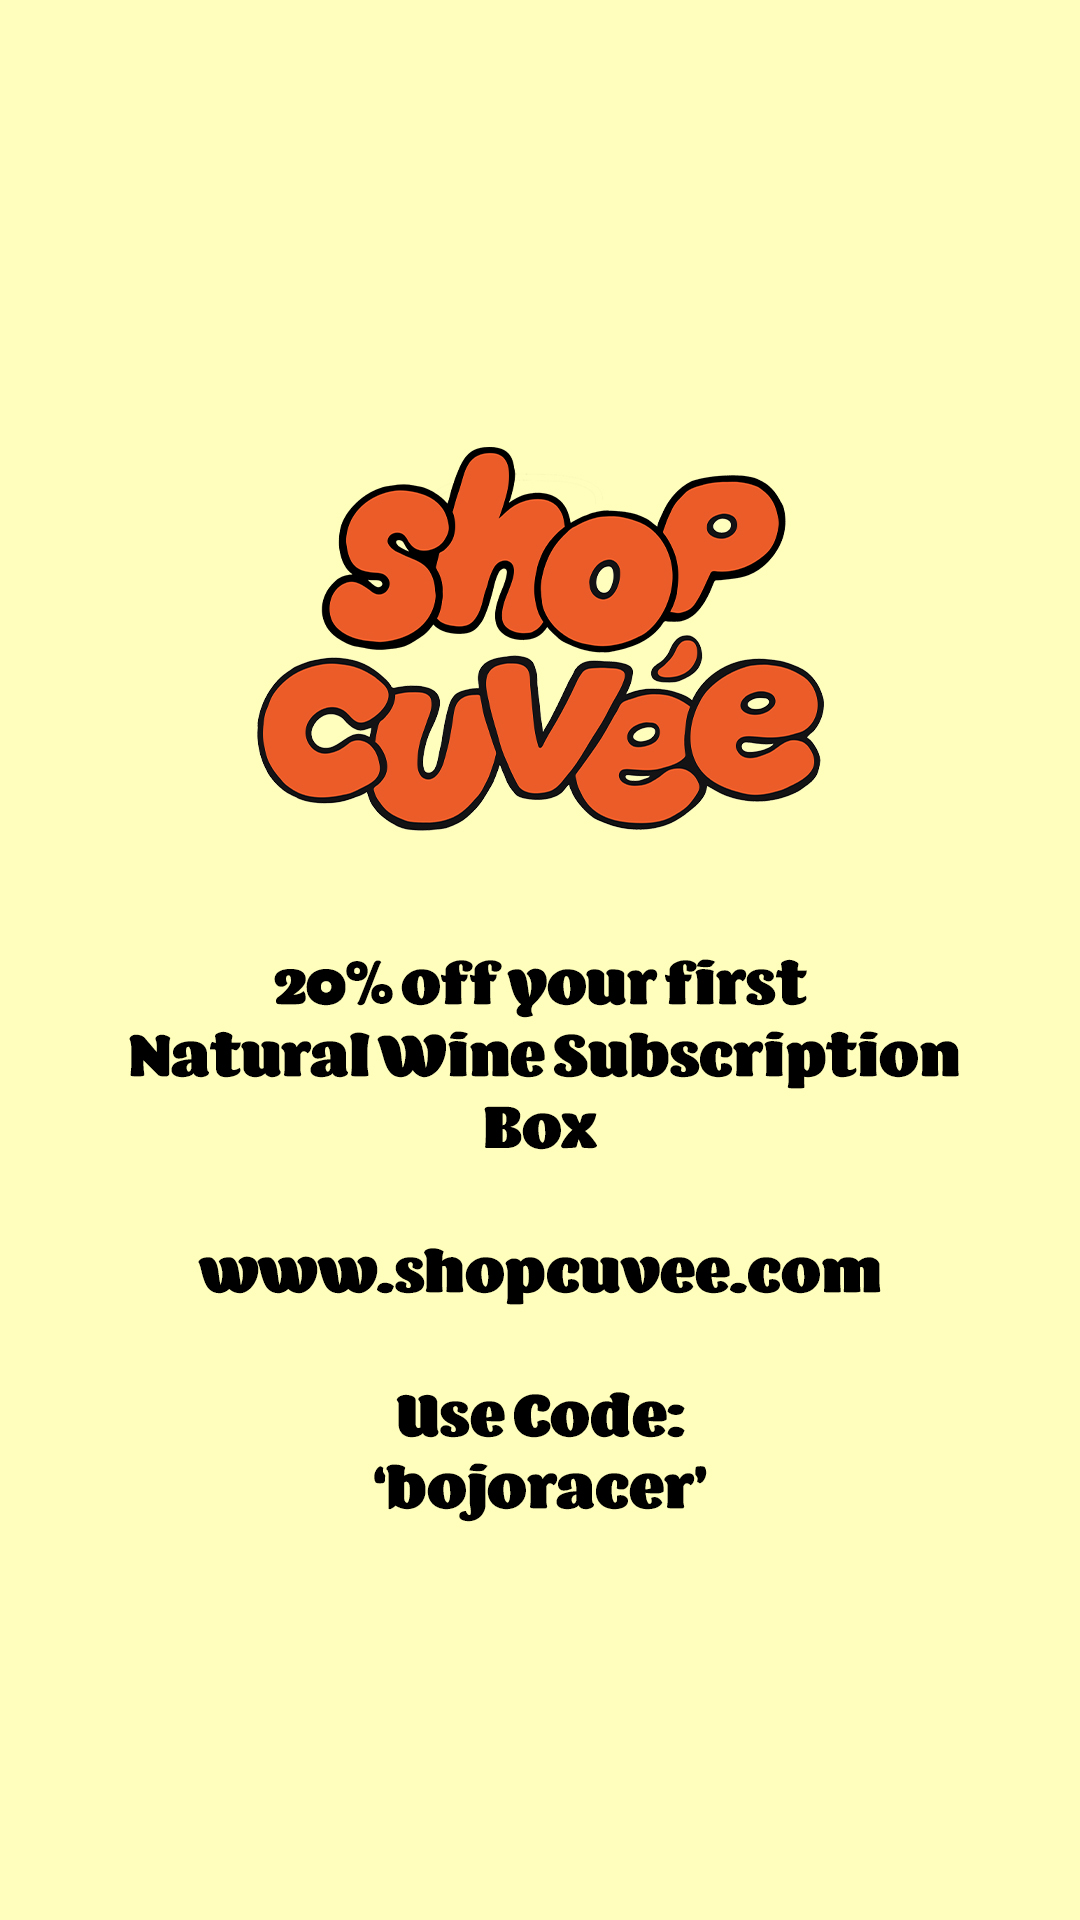 shop
cuvée
20% off your first
Natural Wine Subscription
Box
www.shopcuvee.com
Use Code:
‘bojoracer’